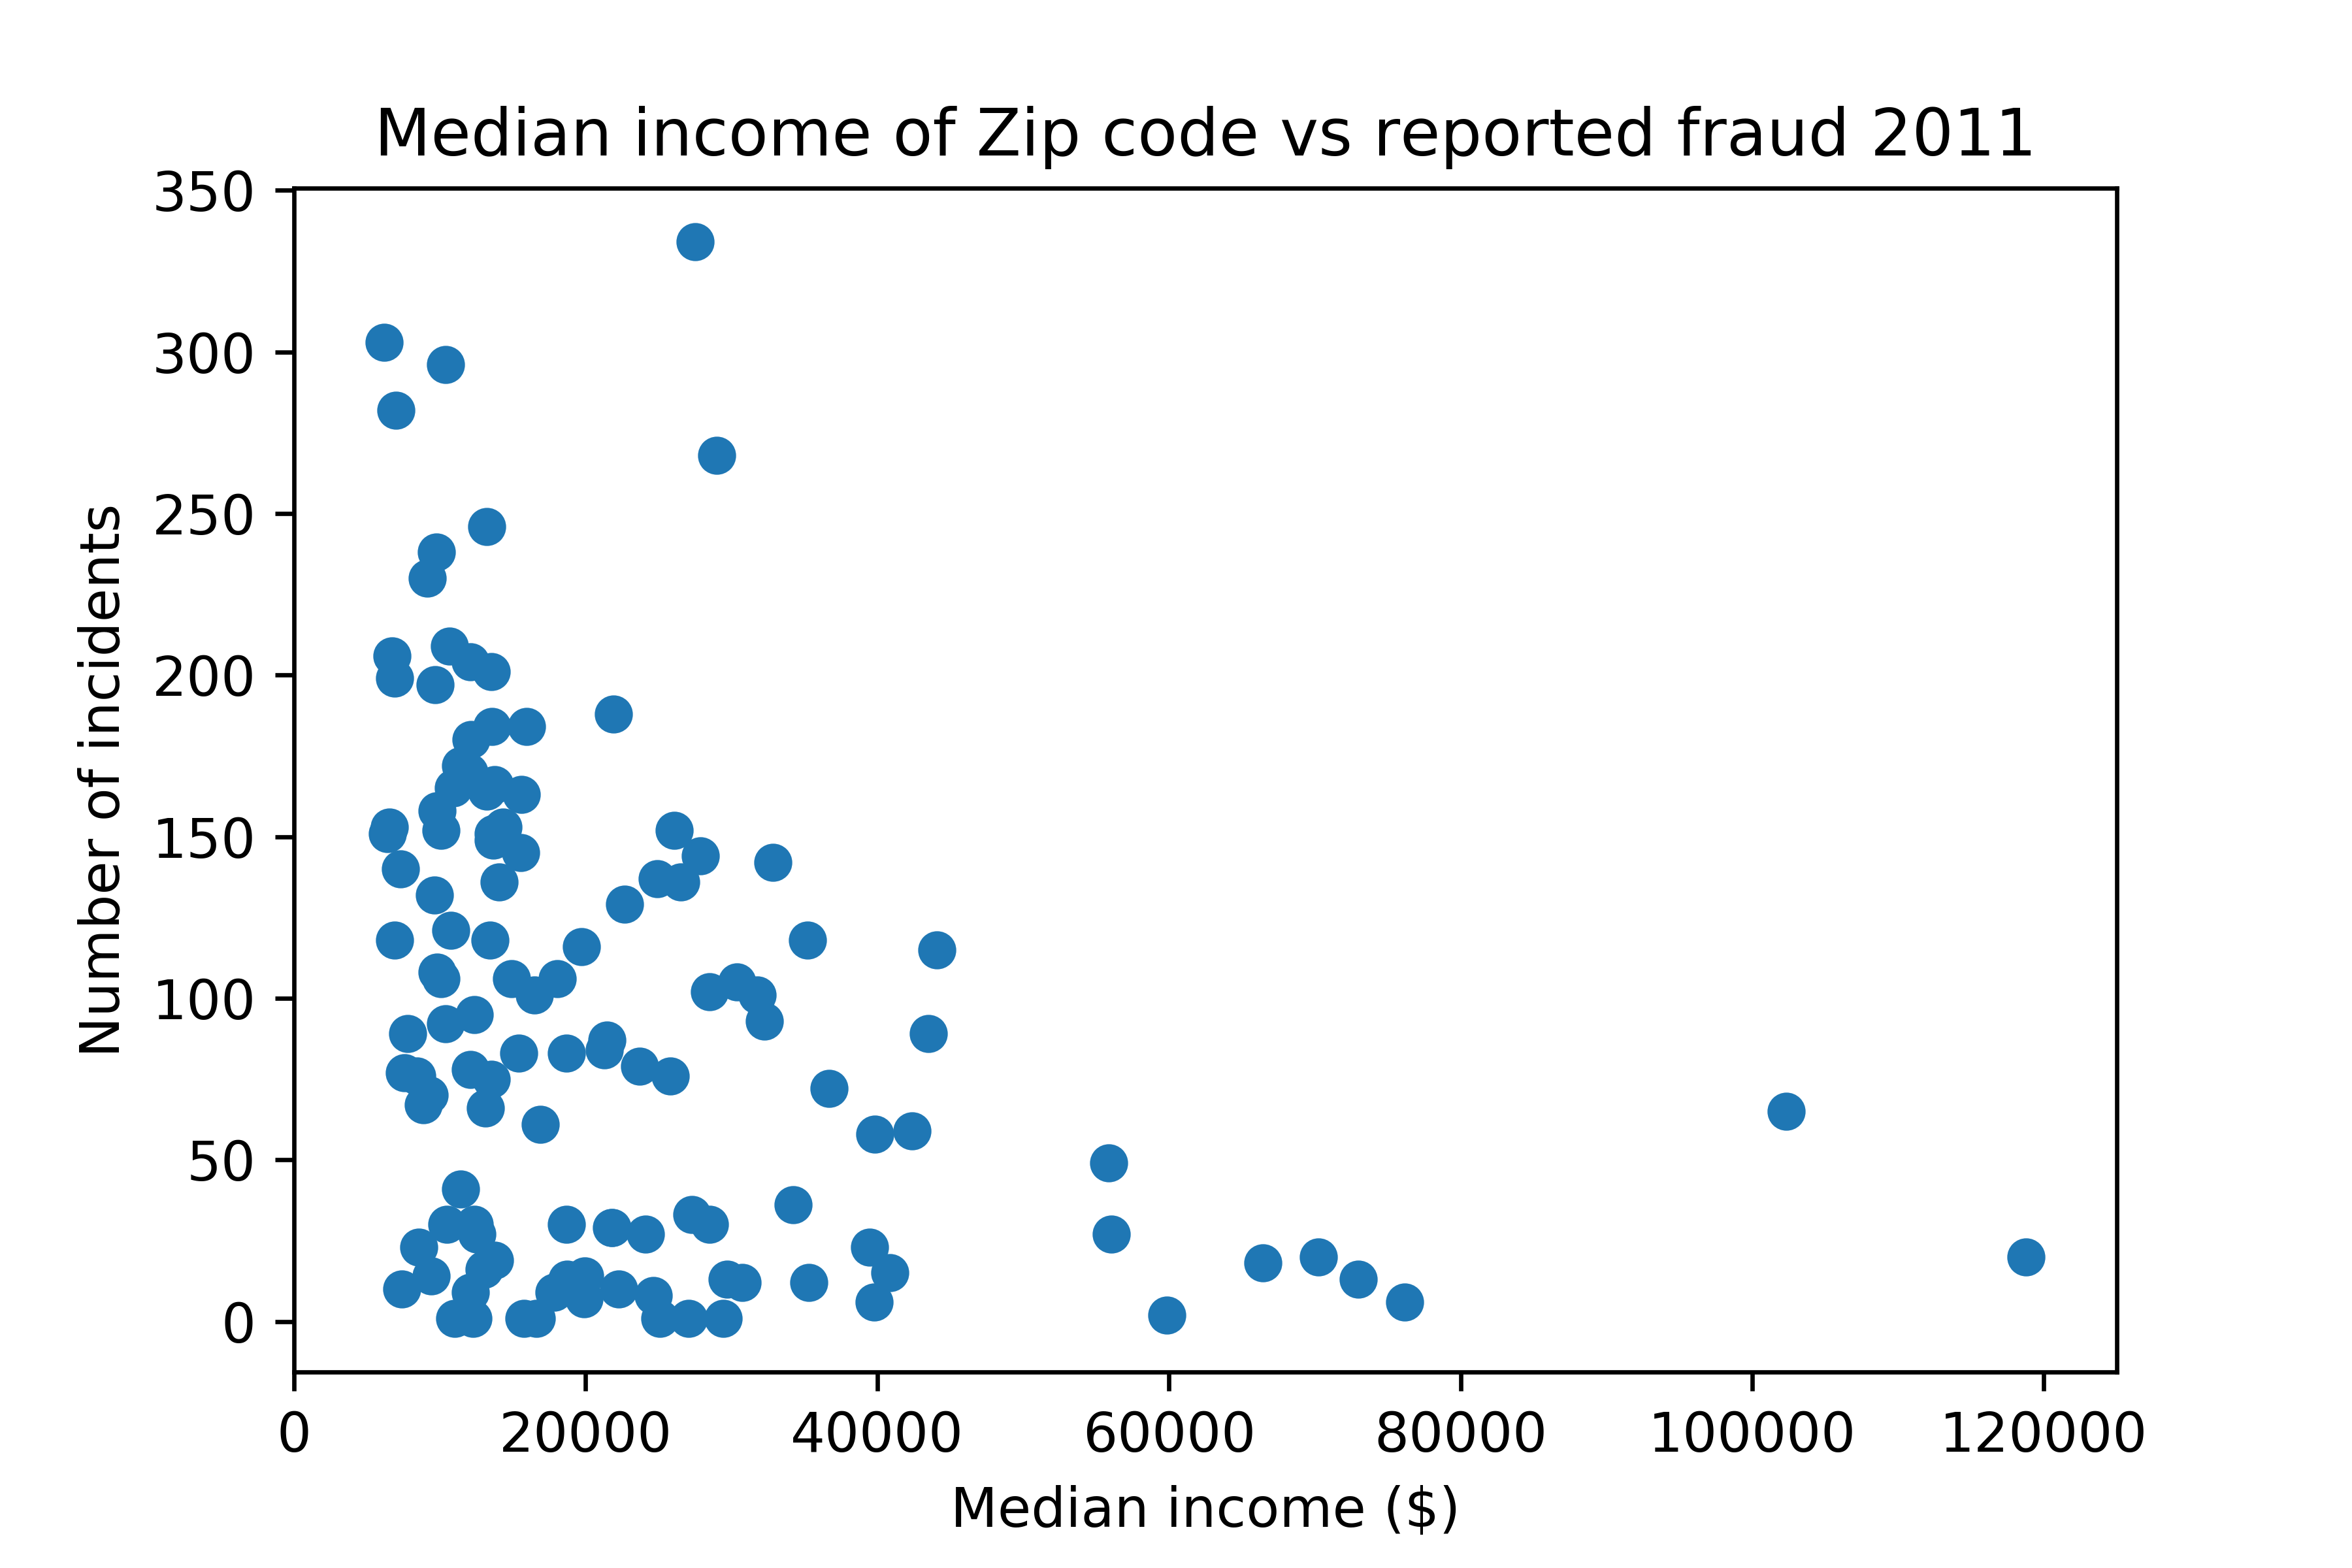 Median income of Zip code vs reported fraud 2011
350
300
250
200
150
100
50
0
Number of incidents
0 20000 40000 60000 80000 100000 120000
Median income ($)